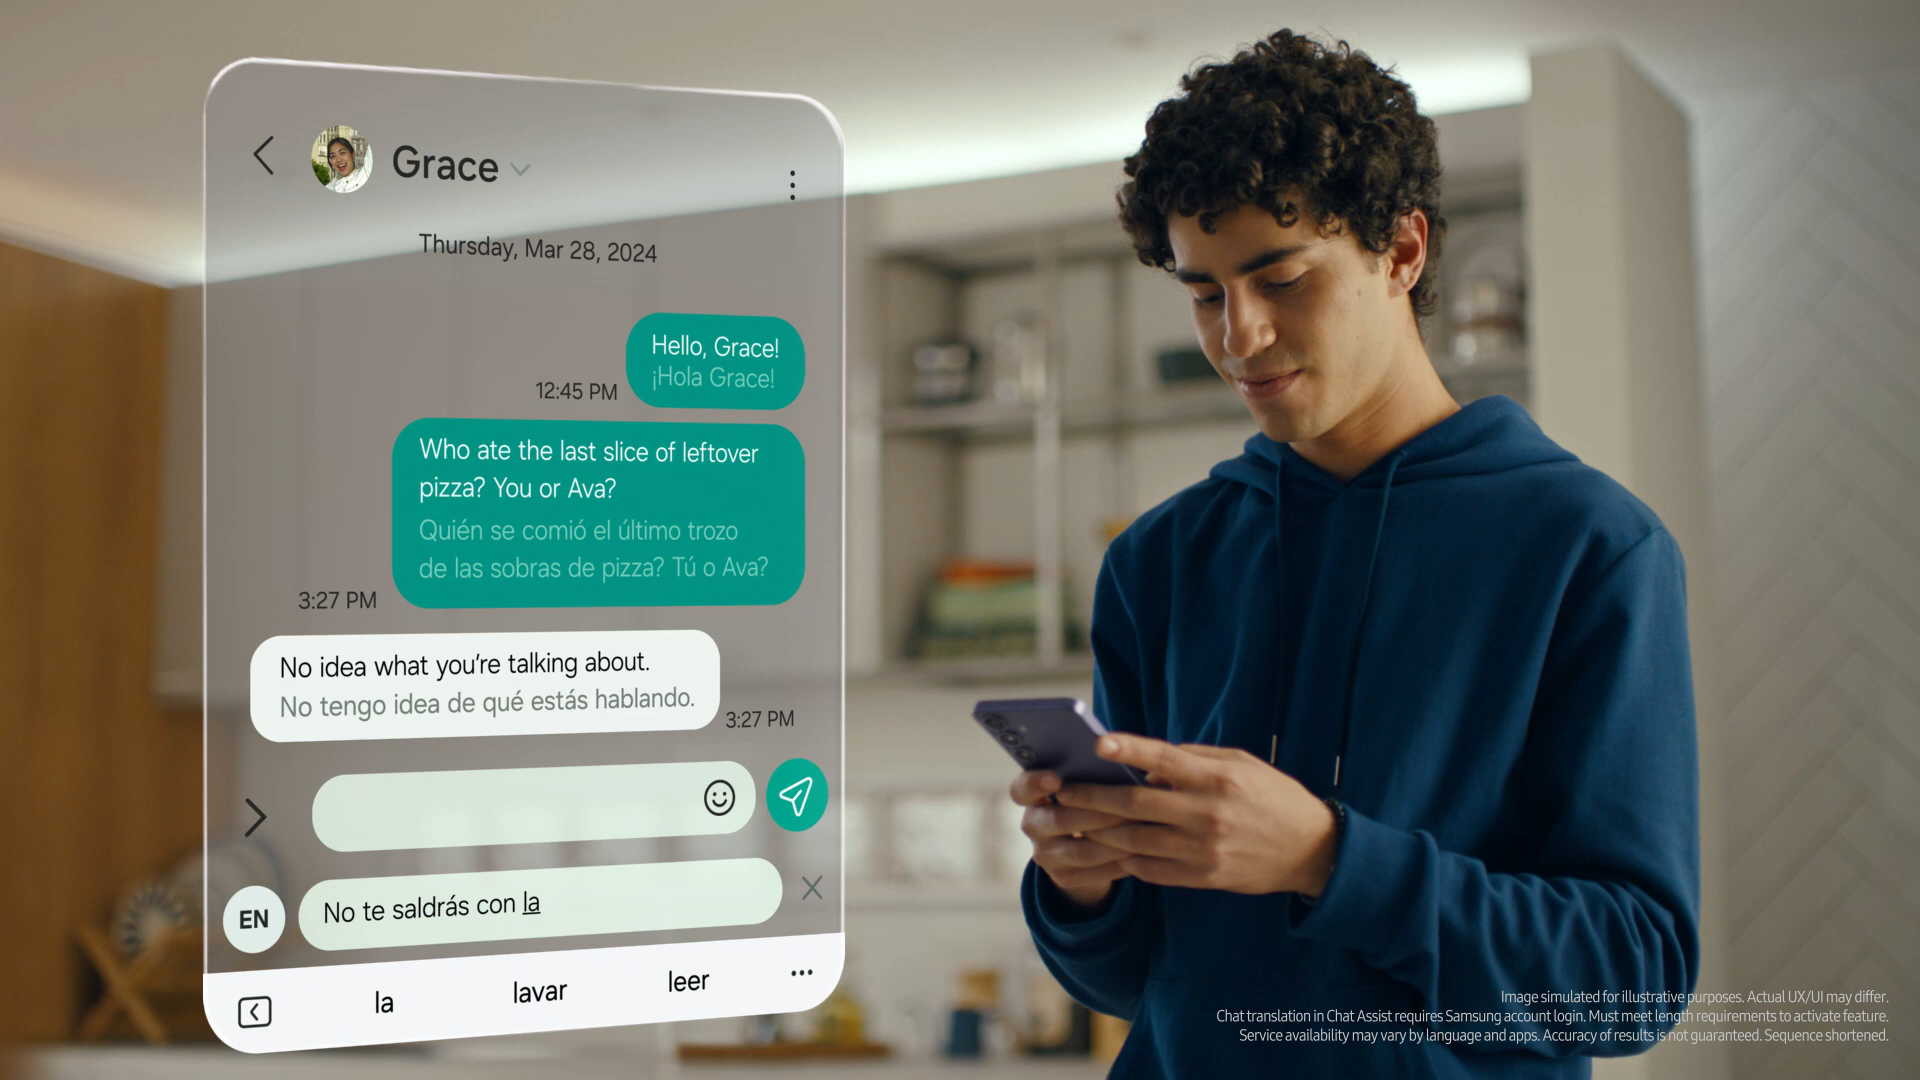 Grace
Thursday, Mar 28, 2024
Hello, Grace!
¡Hola Grace!
12:45 PM
Who ate the last slice of leftover
pizza? You or Ava?
Quién se comió el último trozo
de las sobras de pizza? Tú o Ava?
3:27 PM
No idea what you're talking about.
No tengo idea de qué estás hablando.
3:27 PM
EN
No te saldrás con la
la lavar leer
Image simulated for illustrative purposes. Actual UX/UI may differ.
Chat translation in Chat Assist requires Samsung account login. Must meet length requirements to activate feature.
Service availability may vary by language and apps. Accuracy of results is not guaranteed. Sequence shortened.